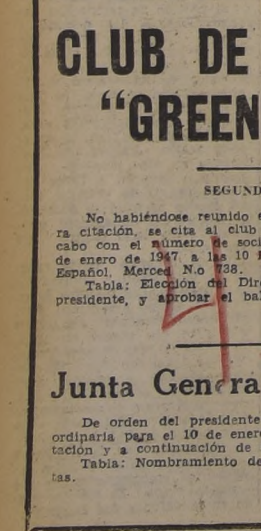 CLUB DE
"GREEN
SEGUND
No habiéndose reunido e
ra citación, se cita al club
cabo con el número de soci
de enero de 1947 a las 10
Español, Merced N.o 738.
Tabla: Elección del Dir
presidente, y aprobar el ba
4
Junta Genera
De orden del presidente
ordinaria para el 10 de ener
tación y a continuación de
Tabla: Nombramiento de
tas.